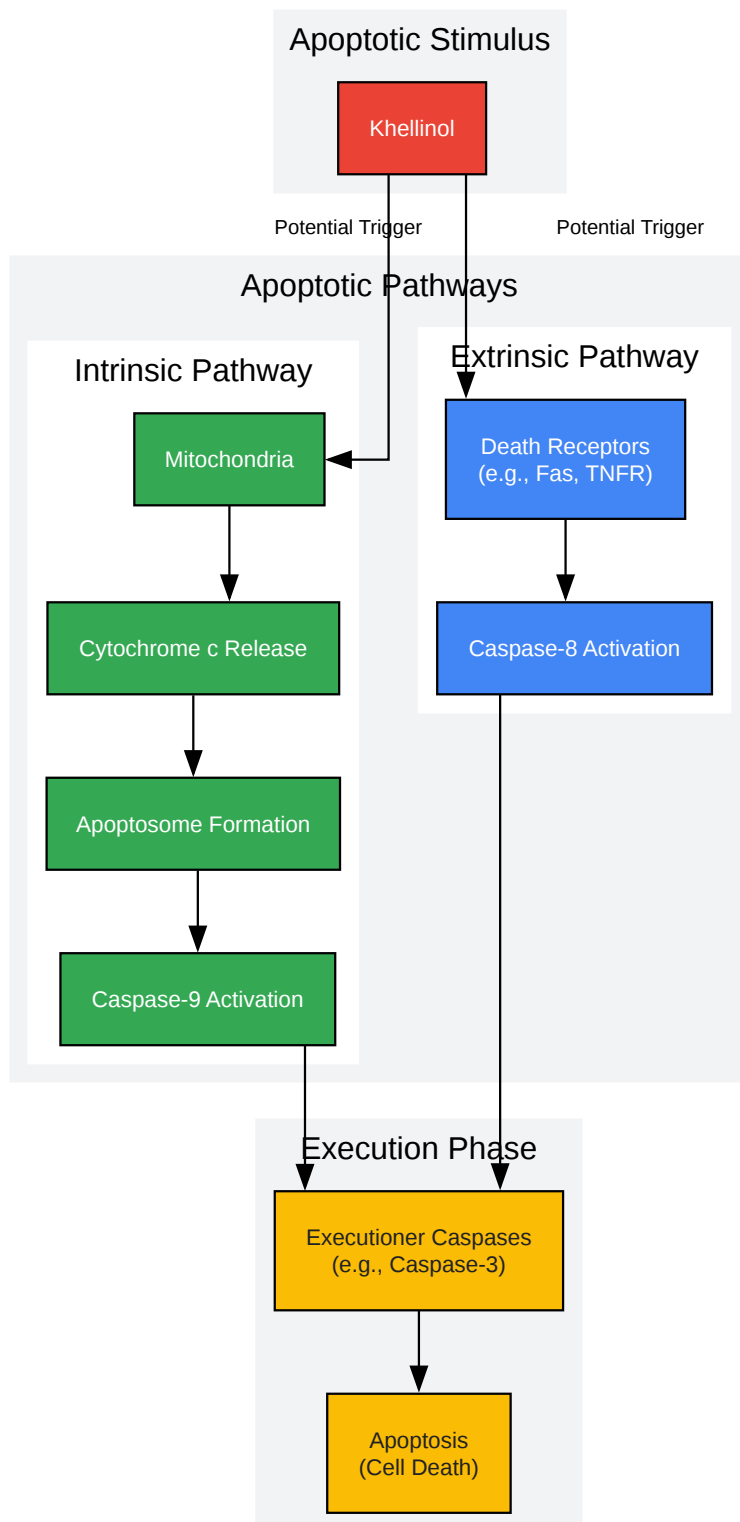 Apoptotic Stimulus
Khellinol
Potential Trigger
Potential Trigger
Apoptotic Pathways
Intrinsic Pathway
Mitochondria
Cytochrome c Release
Apoptosome Formation
Caspase-9 Activation
Extrinsic Pathway
Death Receptors
(e.g., Fas, TNFR)
Caspase-8 Activation
Execution Phase
Executioner Caspases
(e.g., Caspase-3)
Apoptosis
(Cell Death)